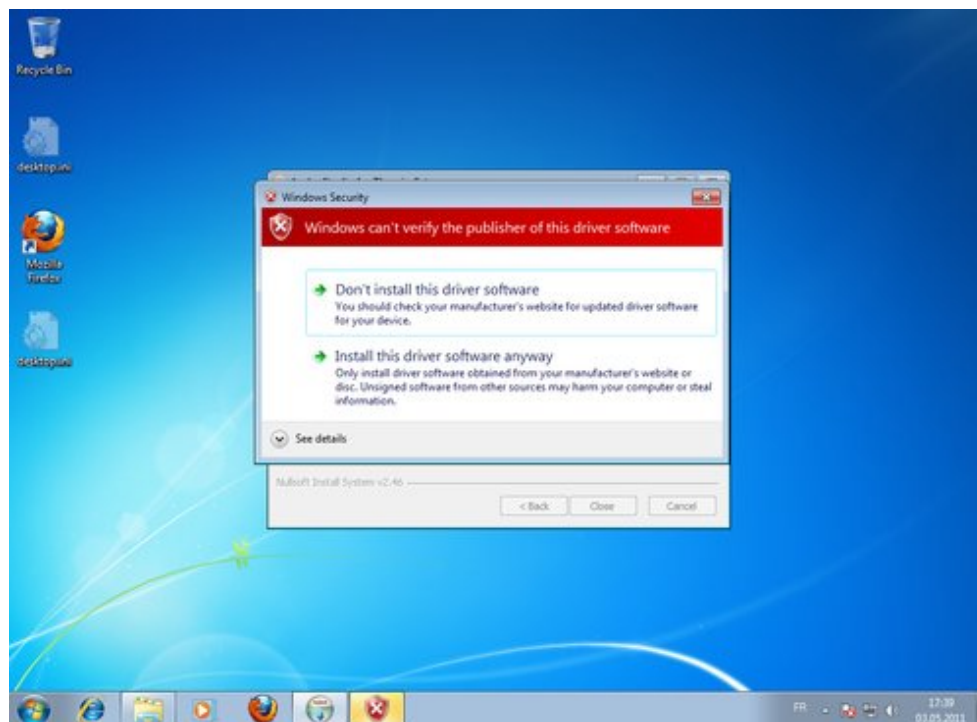 Recycle Bin
desktop.ini
Mozilla
Firefox
desktop.ini
Windows Security
Windows can't verify the publisher of this driver software
Don't install this driver software
You should check your manufacturer's website for updated driver software
for your device.
Install this driver software anyway
Only install driver software obtained from your manufacturer's website or
disc. Unsigned software from other sources may harm your computer or steal
information.
See details
Nullsoft Install System v2.46
< Back
Close
Cancel
FR
17:39
03.05.2011